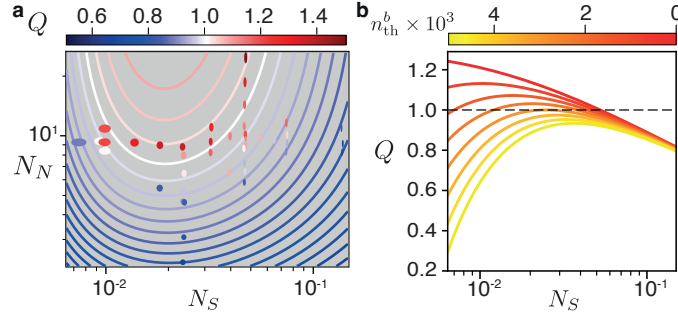 a Q 0.6 0.8 1.0 1.2 1.4
N_N 10¹
10⁻² N_S 10⁻¹
b n_th^b × 10³ 4 2 0
Q 1.2 1.0 0.8 0.6 0.4 0.2
10⁻² N_S 10⁻¹